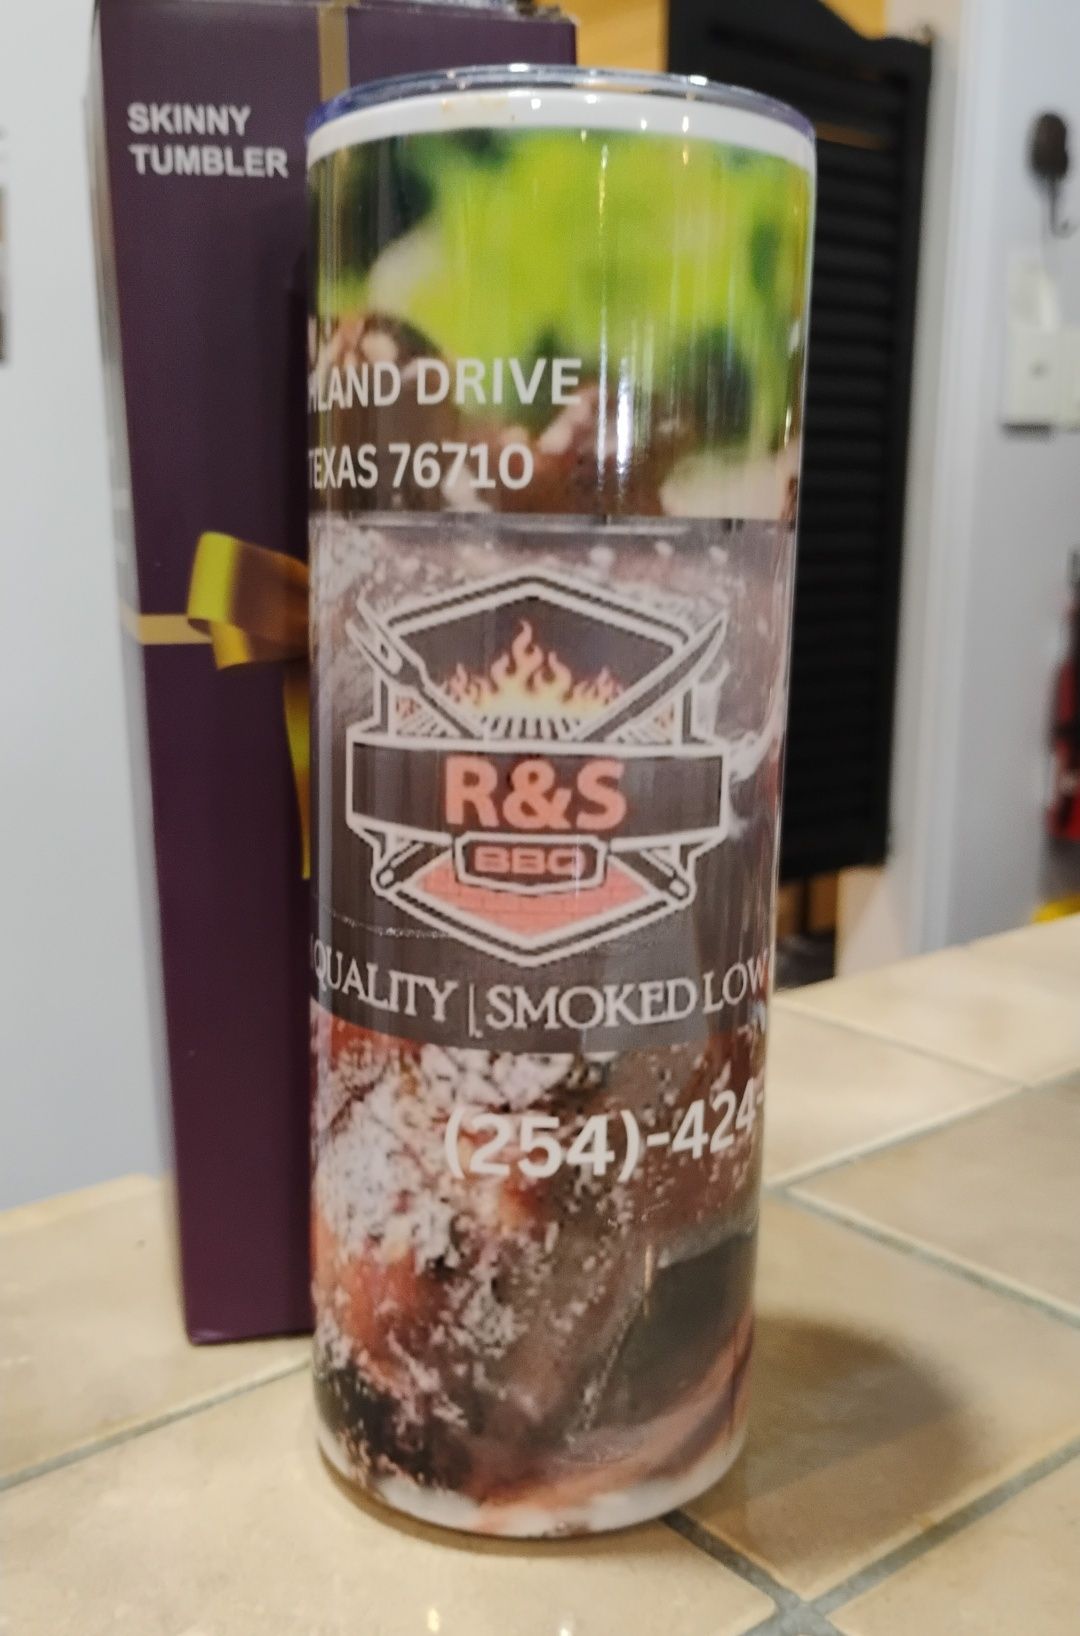 SKINNY
TUMBLER
LAND DRIVE
TEXAS 76710
R&S
BBQ
QUALITY | SMOKED LOW
(254)-424-